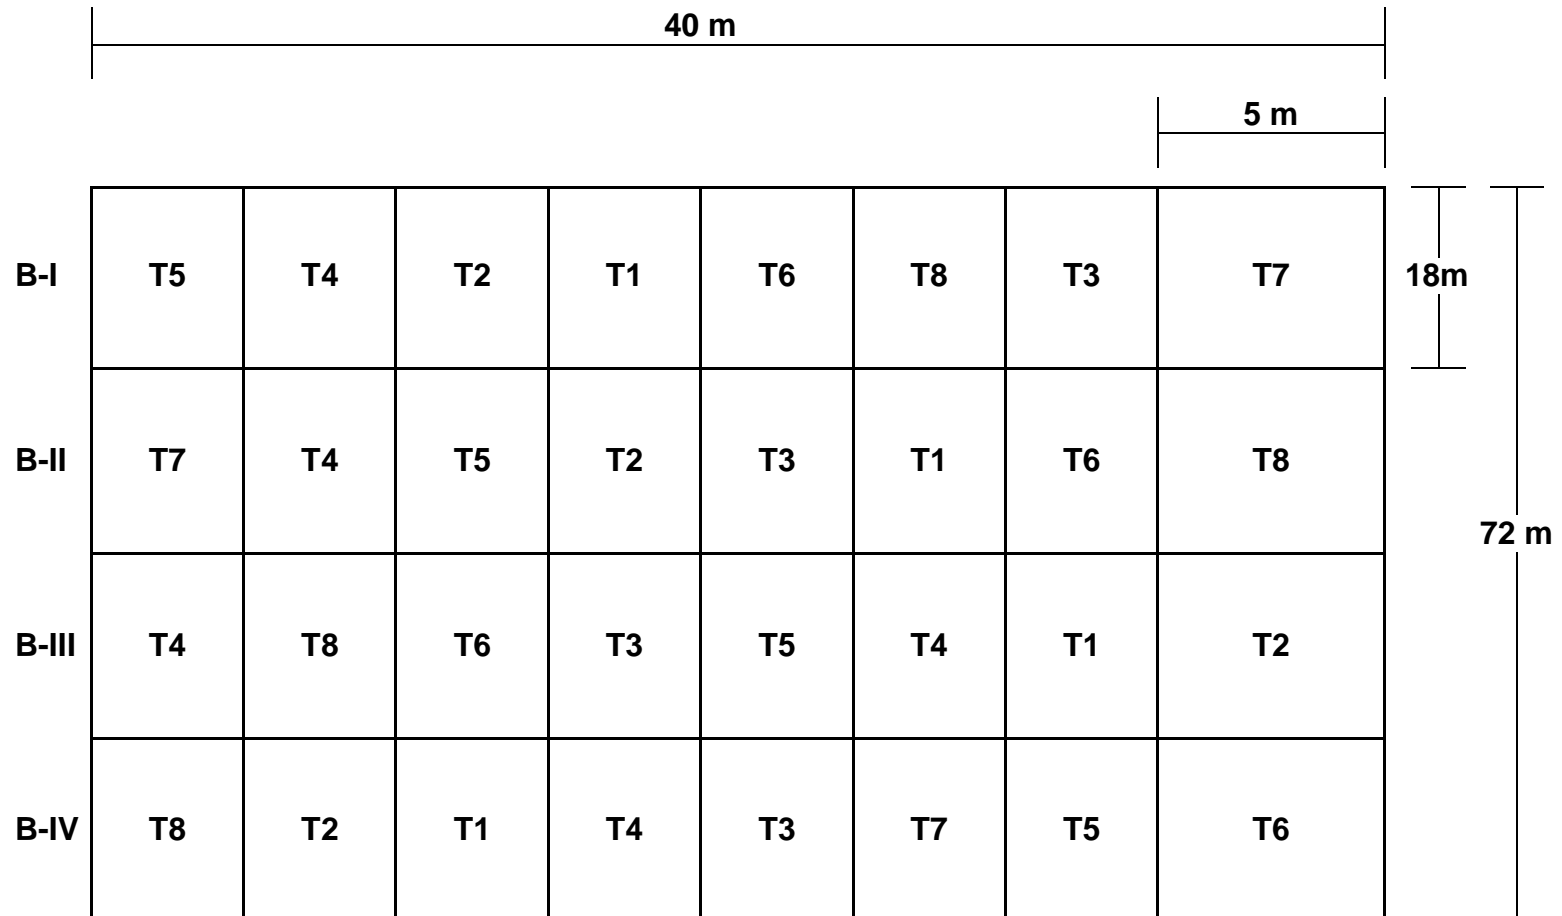 40 m
5 m
B-I T5 T4 T2 T1 T6 T8 T3 T7 18m
B-II T7 T4 T5 T2 T3 T1 T6 T8
72 m
B-III T4 T8 T6 T3 T5 T4 T1 T2
B-IV T8 T2 T1 T4 T3 T7 T5 T6